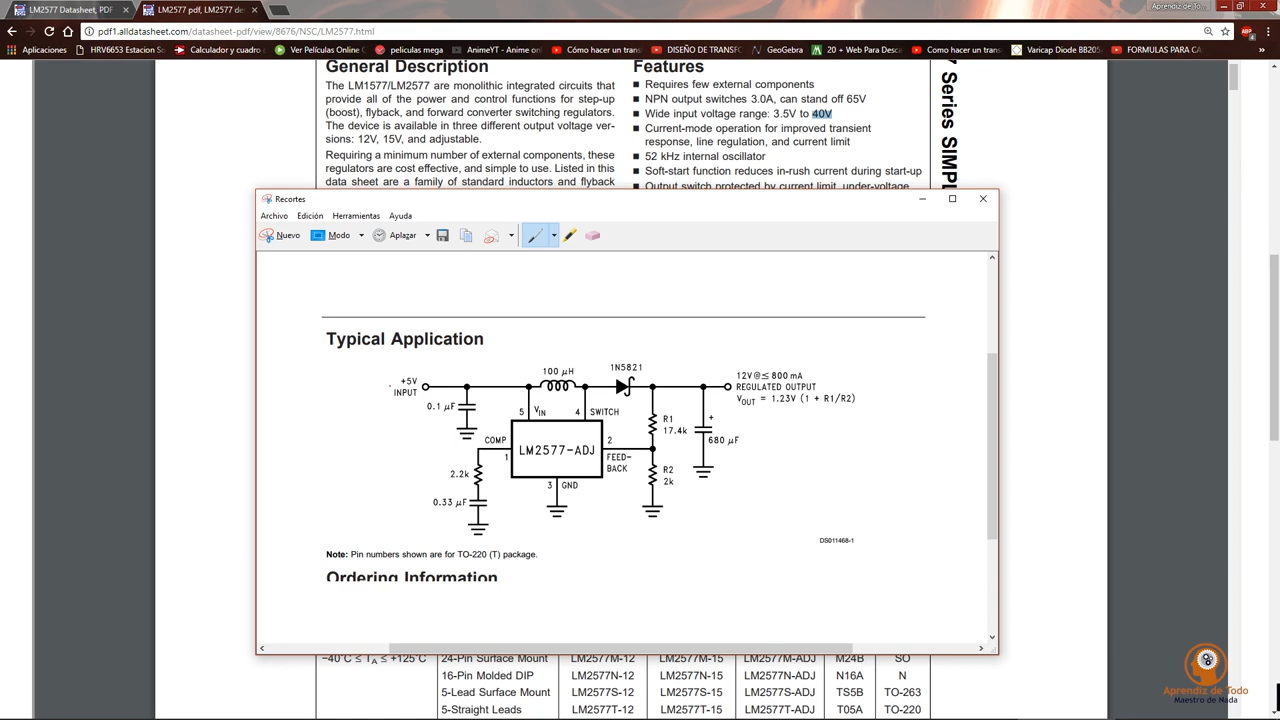 LM2577 Datasheet, PDF
LM2577 pdf, LM2577 de
Aprendiz de To...
pdf1.alldatasheet.com/datasheet-pdf/view/8676/NSC/LM2577.html
Aplicaciones
HRV6653 Estacion So
Calculador y cuadro d
Ver Películas Online G
peliculas mega
AnimeYT - Anime onli
Cómo hacer un trans
DISEÑO DE TRANSFO
GeoGebra
20 + Web Para Desca
Como hacer un trans
Varicap Diode BB205
FORMULAS PARA CA
General Description
The LM1577/LM2577 are monolithic integrated circuits that
provide all of the power and control functions for step-up
(boost), flyback, and forward converter switching regulators.
The device is available in three different output voltage ver-
sions: 12V, 15V, and adjustable.
Requiring a minimum number of external components, these
regulators are cost effective, and simple to use. Listed in this
data sheet are a family of standard inductors and flyback
Features
■ Requires few external components
■ NPN output switches 3.0A, can stand off 65V
■ Wide input voltage range: 3.5V to 40V
■ Current-mode operation for improved transient
response, line regulation, and current limit
■ 52 kHz internal oscillator
■ Soft-start function reduces in-rush current during start-up
■ Output switch protected by current limit, under-voltage
7 Series SIMPL
Recortes
Archivo Edición Herramientas Ayuda
Nuevo Modo Aplazar
Typical Application
+5V
INPUT
0.1 µF
100 µH
1N5821
12V@≤ 800 mA
REGULATED OUTPUT
VOUT = 1.23V (1 + R1/R2)
5 VIN
4 SWITCH
COMP
1
LM2577-ADJ
2
FEED-
BACK
3 GND
R1
17.4k
680 µF
+
R2
2k
2.2k
0.33 µF
DS011468-1
Note: Pin numbers shown are for TO-220 (T) package.
Ordering Information
−40˚C ≤ TA ≤ +125˚C 24-Pin Surface Mount LM2577M-12 LM2577M-15 LM2577M-ADJ M24B SO
16-Pin Molded DIP LM2577N-12 LM2577N-15 LM2577N-ADJ N16A N
5-Lead Surface Mount LM2577S-12 LM2577S-15 LM2577S-ADJ TS5B TO-263
5-Straight Leads LM2577T-12 LM2577T-15 LM2577T-ADJ T05A TO-220
Aprendiz de Todo
Maestro de Nada